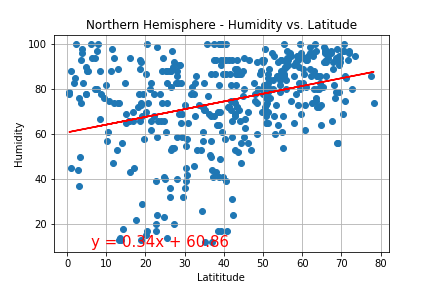 Northern Hemisphere - Humidity vs. Latitude
100
80
60
40
20
Humidity
y = 0.34x + 60.86
0 10 20 30 40 50 60 70 80
Latititude